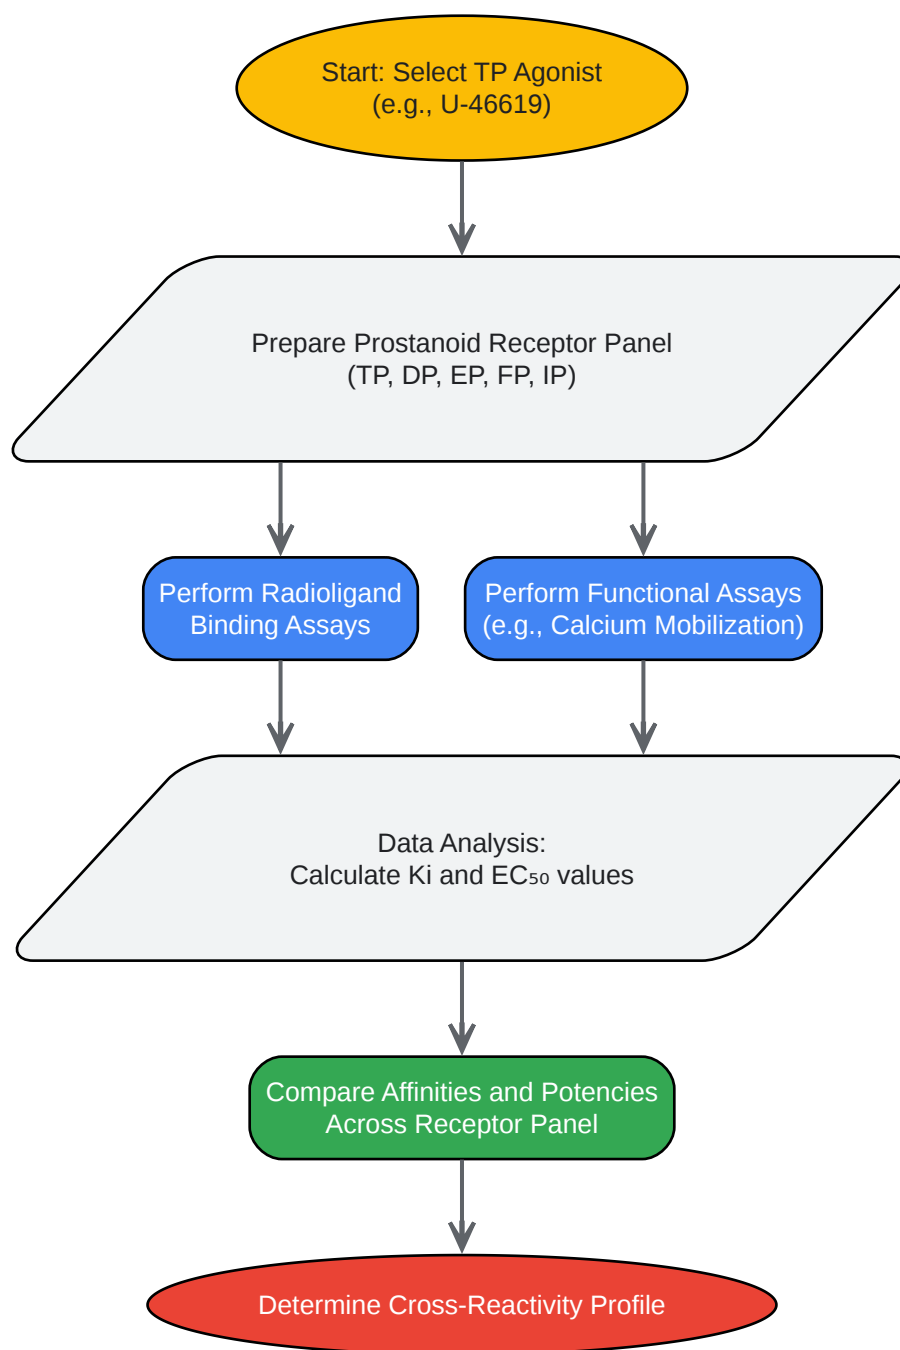 Start: Select TP Agonist
(e.g., U-46619)
Prepare Prostanoid Receptor Panel
(TP, DP, EP, FP, IP)
Perform Radioligand
Binding Assays
Perform Functional Assays
(e.g., Calcium Mobilization)
Data Analysis:
Calculate Ki and EC₅₀ values
Compare Affinities and Potencies
Across Receptor Panel
Determine Cross-Reactivity Profile